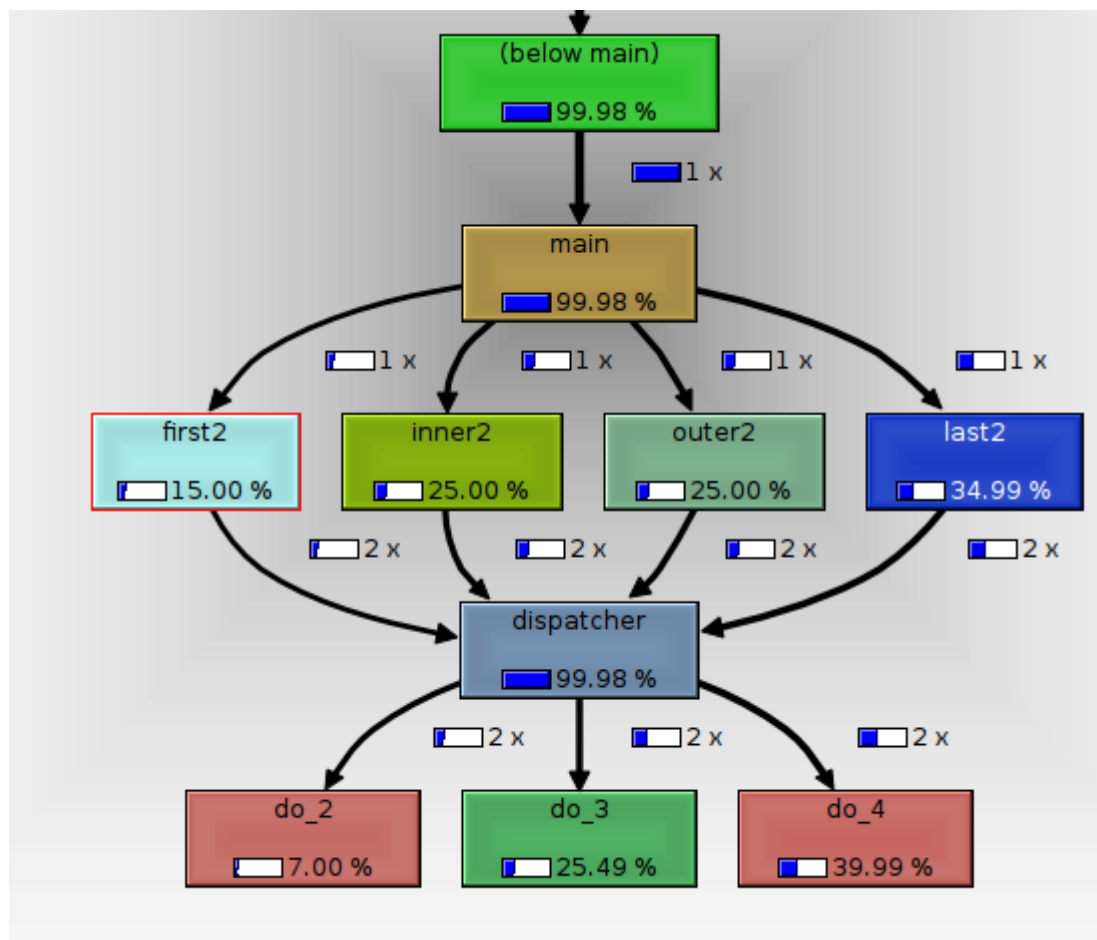 (below main)
99.98 %
1 x
main
99.98 %
1 x
1 x
1 x
1 x
first2
15.00 %
inner2
25.00 %
outer2
25.00 %
last2
34.99 %
2 x
2 x
2 x
2 x
dispatcher
99.98 %
2 x
2 x
2 x
do_2
7.00 %
do_3
25.49 %
do_4
39.99 %